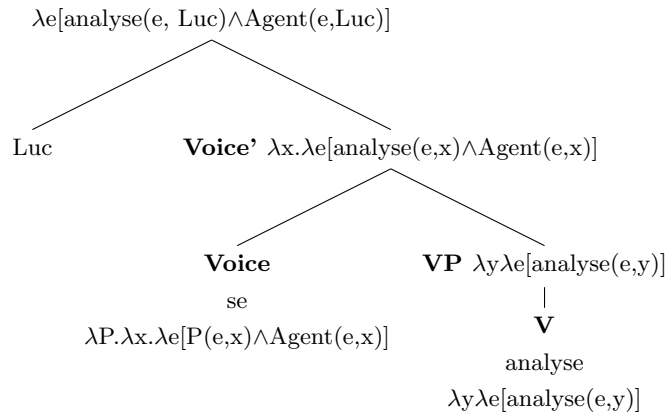 λe[analyse(e, Luc)∧Agent(e,Luc)]
Luc
Voice’ λx.λe[analyse(e,x)∧Agent(e,x)]
Voice
se
λP.λx.λe[P(e,x)∧Agent(e,x)]
VP λyλe[analyse(e,y)]
V
analyse
λyλe[analyse(e,y)]